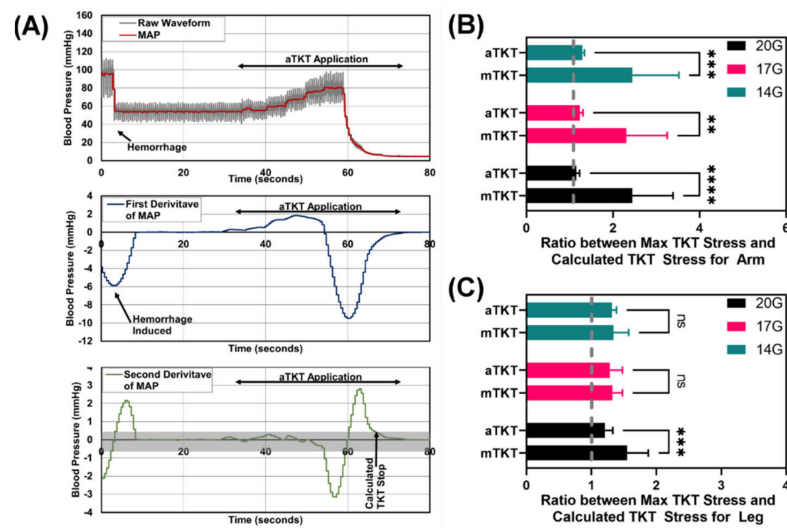 (A)
Raw Waveform
MAP
aTKT Application
Hemorrhage
Blood Pressure (mmHg)
160
140
120
100
80
60
40
20
0
0 10 20 30 40 50 60 70 80
Time (seconds)
First Derivitave
of MAP
aTKT Application
Hemorrhage
Induced
Blood Pressure (mmHg)
4
2
0
-2
-4
-6
-8
-10
-12
0 20 40 60 80
Time (seconds)
Second Derivitave
of MAP
aTKT Application
Calculated
TKT Stop
Blood Pressure (mmHg)
4
3
2
1
0
-1
-2
-3
-4
0 20 40 60 80
Time (seconds)
(B)
20G
17G
14G
aTKT
mTKT
***
aTKT
mTKT
**
aTKT
mTKT
****
0 2 4 6
Ratio between Max TKT Stress and
Calculated TKT Stress for Arm
(C)
20G
17G
14G
aTKT
mTKT
ns
aTKT
mTKT
ns
aTKT
mTKT
***
0 1 2 3 4
Ratio between Max TKT Stress and
Calculated TKT Stress for Leg